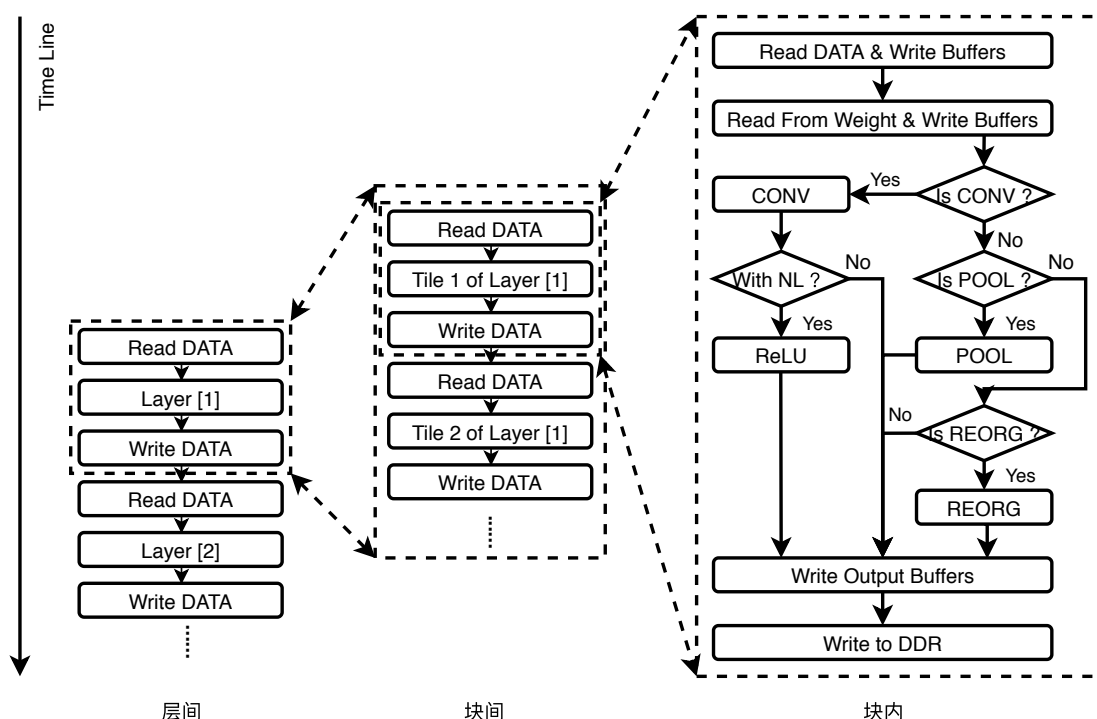 Time Line
Read DATA
Layer [1]
Write DATA
Read DATA
Layer [2]
Write DATA
层间
Read DATA
Tile 1 of Layer [1]
Write DATA
Read DATA
Tile 2 of Layer [1]
Write DATA
块间
Read DATA & Write Buffers
Read From Weight & Write Buffers
Is CONV ?
Yes
CONV
No
With NL ?
No
Is POOL ?
No
Yes
ReLU
Yes
POOL
Is REORG ?
No
Yes
REORG
Write Output Buffers
Write to DDR
块内